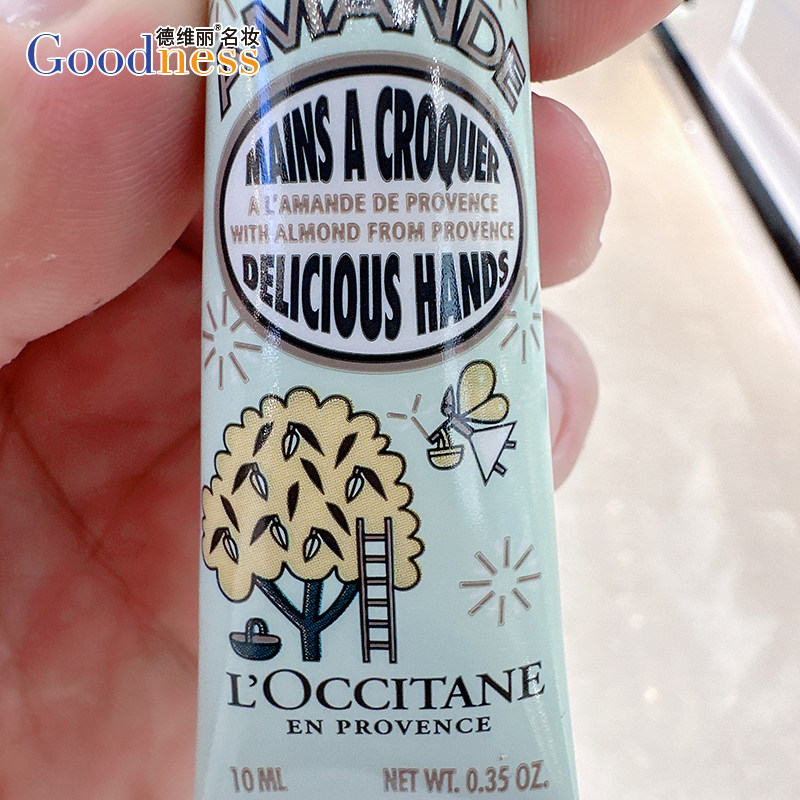 德维丽®名妆
Goodness
AMANDE
MAINS A CROQUER
A L'AMANDE DE PROVENCE
WITH ALMOND FROM PROVENCE
DELICIOUS HANDS
L'OCCITANE
EN PROVENCE
10 ML NET WT. 0.35 OZ.